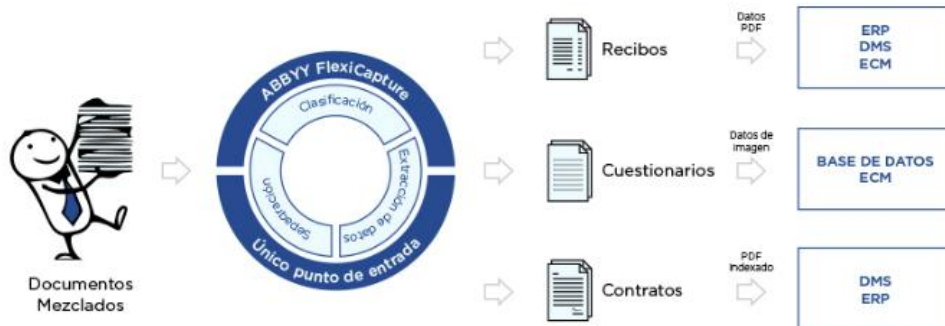 Documentos
Mezclados
ABBYY FlexiCapture
Clasificación
Separación
Extracción de datos
Único punto de entrada
Recibos
Datos
PDF
ERP
DMS
ECM
Cuestionarios
Datos de
imagen
BASE DE DATOS
ECM
Contratos
PDF
Indexado
DMS
ERP